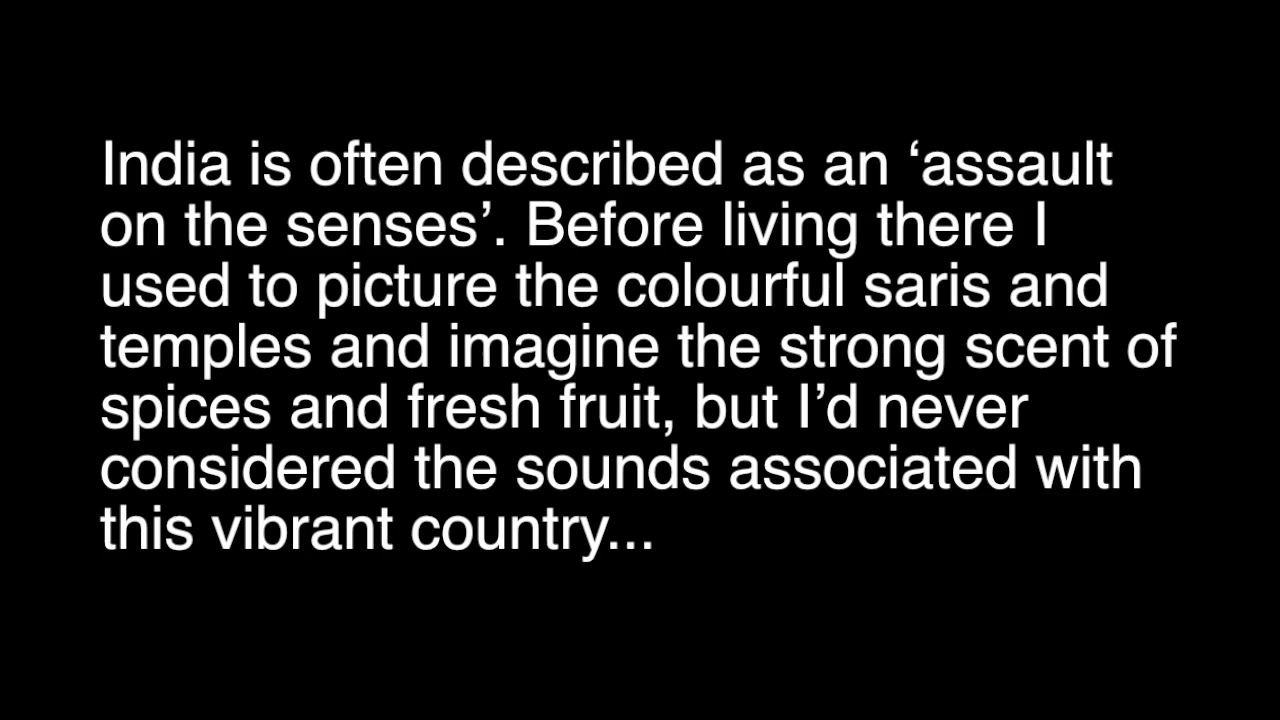 India is often described as an ‘assault
on the senses’. Before living there I
used to picture the colourful saris and
temples and imagine the strong scent of
spices and fresh fruit, but I’d never
considered the sounds associated with
this vibrant country...